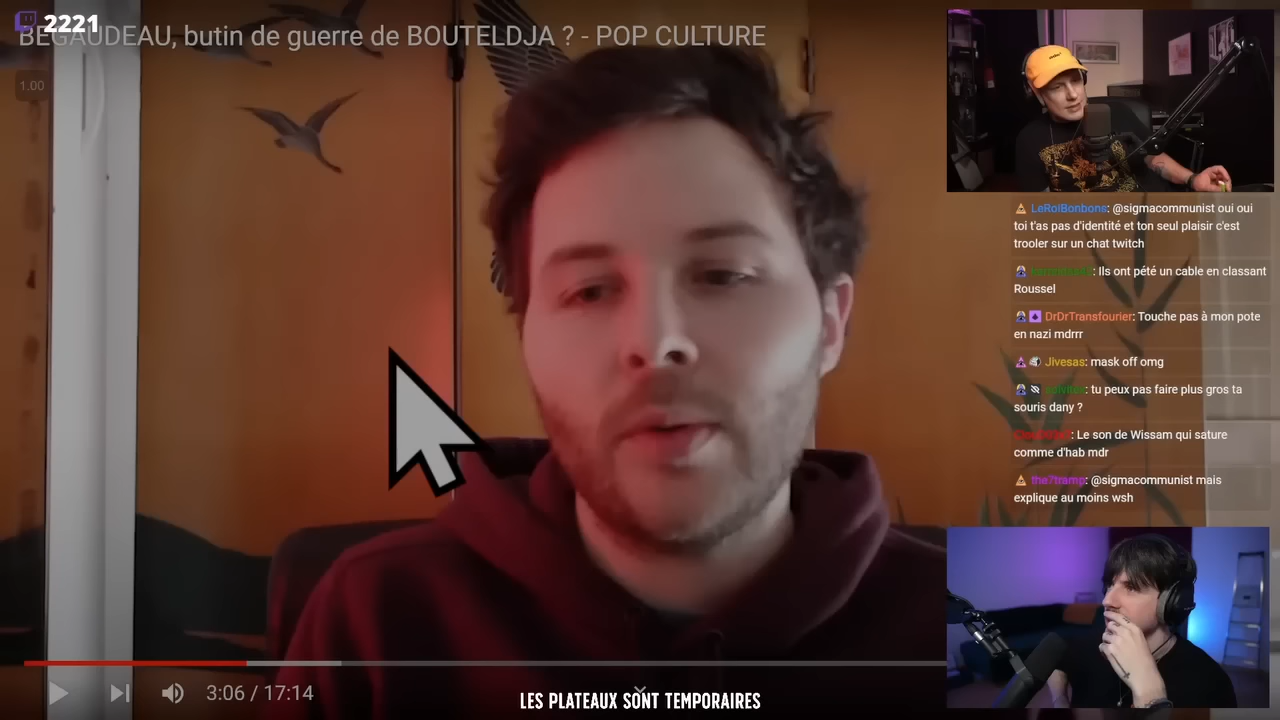 2221
BEGAUDEAU, butin de guerre de BOUTELDJA ? - POP CULTURE
1.00
LeRoiBonbons: @sigmacommunist oui oui
toi t'as pas d'identité et ton seul plaisir c'est
trooler sur un chat twitch
: Ils ont pété un cable en classant
Roussel
DrDrTransfourier: Touche pas à mon pote
en nazi mdrrr
Jivesas: mask off omg
: tu peux pas faire plus gros ta
souris dany ?
: Le son de Wissam qui sature
comme d'hab mdr
the7tramp: @sigmacommunist mais
explique au moins wsh
3:06 / 17:14
LES PLATEAUX SONT TEMPORAIRES